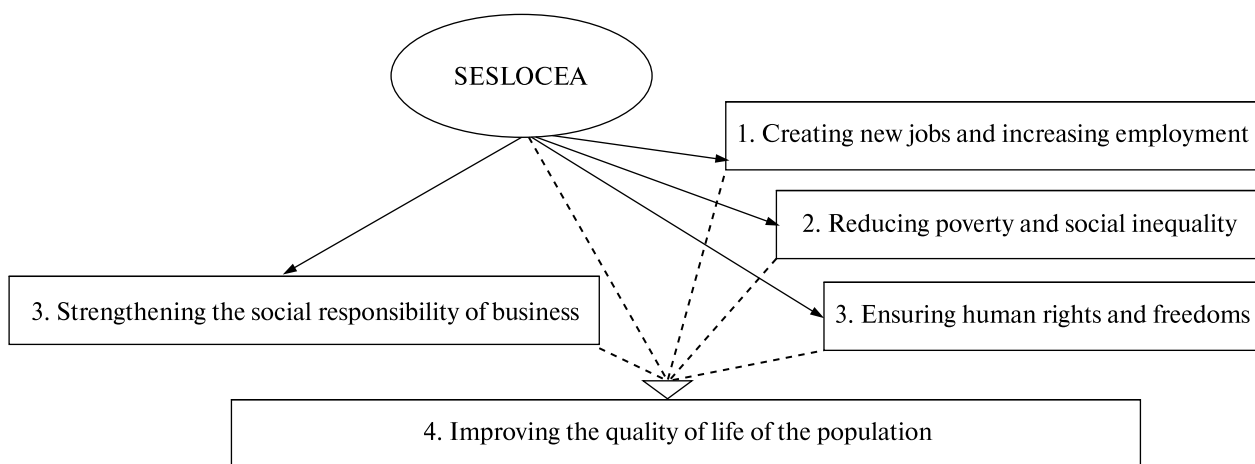 SESLOCEA
1. Creating new jobs and increasing employment
2. Reducing poverty and social inequality
3. Strengthening the social responsibility of business
3. Ensuring human rights and freedoms
4. Improving the quality of life of the population